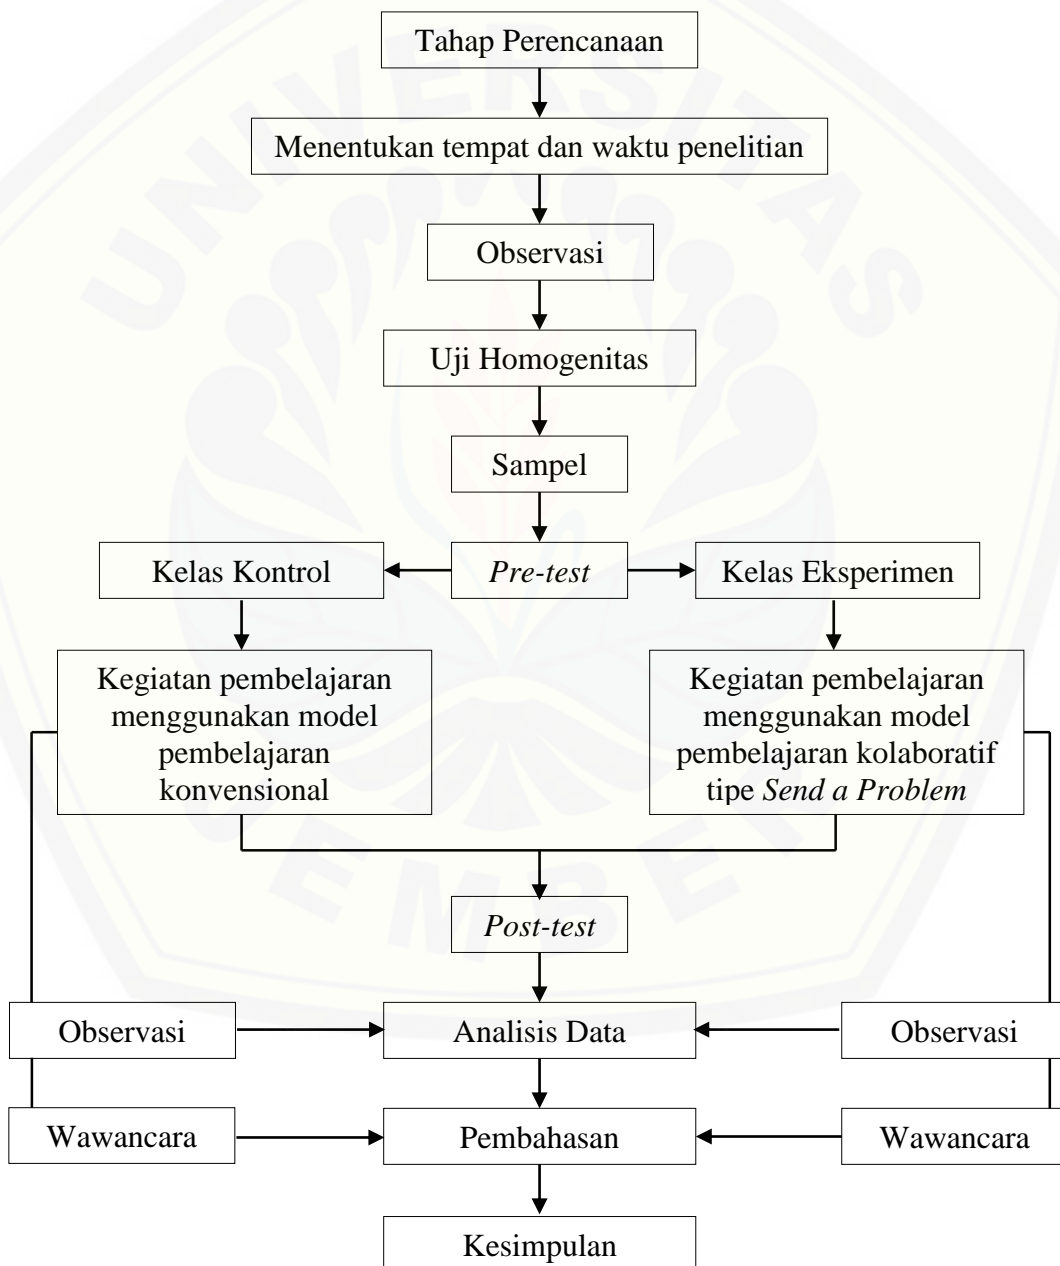 UNIVERSITAS
Tahap Perencanaan
Menentukan tempat dan waktu penelitian
Observasi
Uji Homogenitas
Sampel
Kelas Kontrol
Pre-test
Kelas Eksperimen
Kegiatan pembelajaran
menggunakan model
pembelajaran
konvensional
Kegiatan pembelajaran
menggunakan model
pembelajaran kolaboratif
tipe Send a Problem
JEMBER
Post-test
Observasi
Analisis Data
Observasi
Wawancara
Pembahasan
Wawancara
Kesimpulan